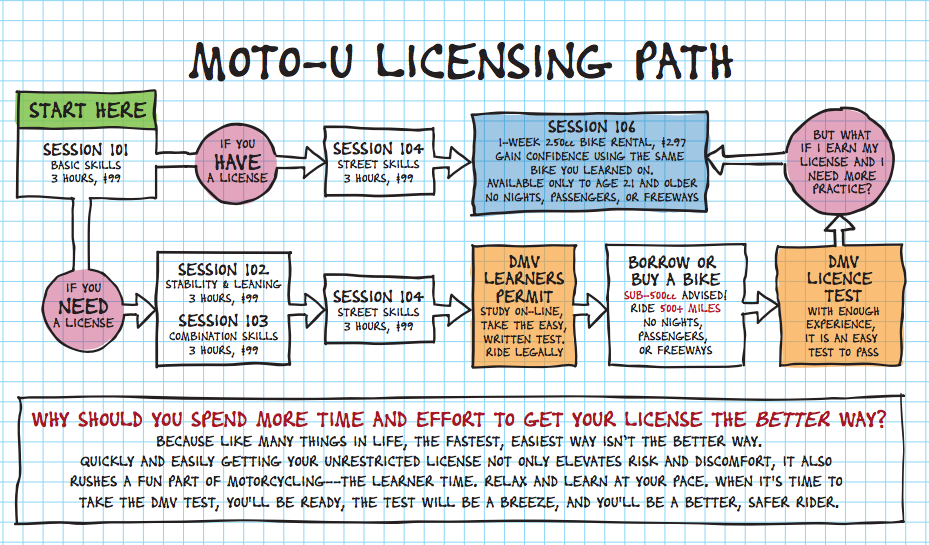 MOTO-U LICENSING PATH
START HERE
SESSION 101
BASIC SKILLS
3 HOURS, $99
IF YOU
HAVE
A LICENSE
SESSION 104
STREET SKILLS
3 HOURS, $99
SESSION 106
1-WEEK 250cc BIKE RENTAL, $297
GAIN CONFIDENCE USING THE SAME
BIKE YOU LEARNED ON.
AVAILABLE ONLY TO AGE 21 AND OLDER
NO NIGHTS, PASSENGERS, OR FREEWAYS
BUT WHAT
IF I EARN MY
LICENSE AND I
NEED MORE
PRACTICE?
IF YOU
NEED
A LICENSE
SESSION 102
STABILITY & LEANING
3 HOURS, $99
SESSION 103
COMBINATION SKILLS
3 HOURS, $99
SESSION 104
STREET SKILLS
3 HOURS, $99
DMV
LEARNERS
PERMIT
STUDY ON-LINE,
TAKE THE EASY,
WRITTEN TEST.
RIDE LEGALLY
BORROW OR
BUY A BIKE
SUB-500cc ADVISED!
RIDE 500+ MILES
NO NIGHTS,
PASSENGERS,
OR FREEWAYS
DMV
LICENCE
TEST
WITH ENOUGH
EXPERIENCE,
IT IS AN EASY
TEST TO PASS
WHY SHOULD YOU SPEND MORE TIME AND EFFORT TO GET YOUR LICENSE THE BETTER WAY?
BECAUSE LIKE MANY THINGS IN LIFE, THE FASTEST, EASIEST WAY ISN'T THE BETTER WAY.
QUICKLY AND EASILY GETTING YOUR UNRESTRICTED LICENSE NOT ONLY ELEVATES RISK AND DISCOMFORT, IT ALSO
RUSHES A FUN PART OF MOTORCYCLING--THE LEARNER TIME. RELAX AND LEARN AT YOUR PACE. WHEN IT'S TIME TO
TAKE THE DMV TEST, YOU'LL BE READY, THE TEST WILL BE A BREEZE, AND YOU'LL BE A BETTER, SAFER RIDER.